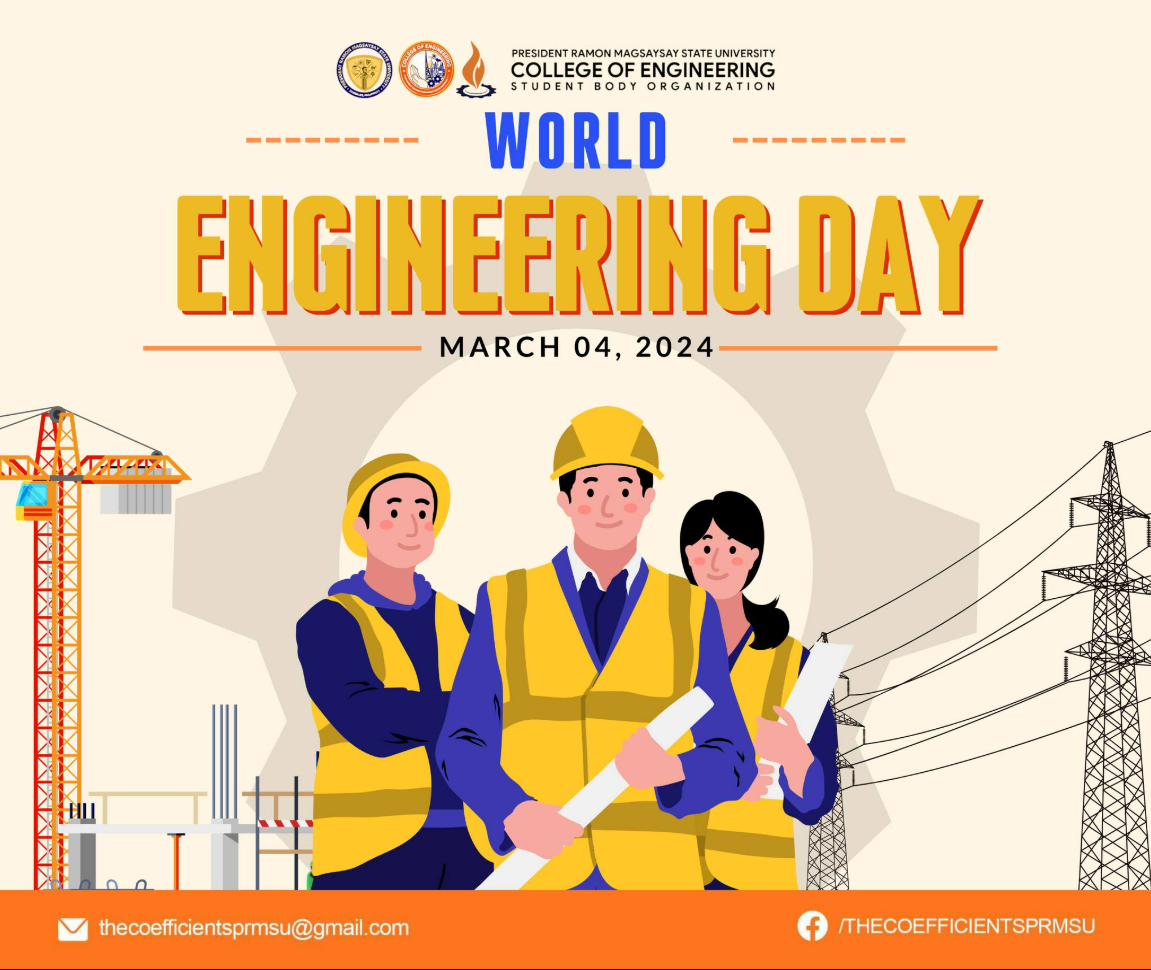 PRESIDENT RAMON MAGSAYSAY STATE UNIVERSITY
COLLEGE OF ENGINEERING
STUDENT BODY ORGANIZATION
WORLD
ENGINEERING DAY
MARCH 04, 2024
thecoefficientsprmsu@gmail.com
/THECOEFFICIENTSPRMSU